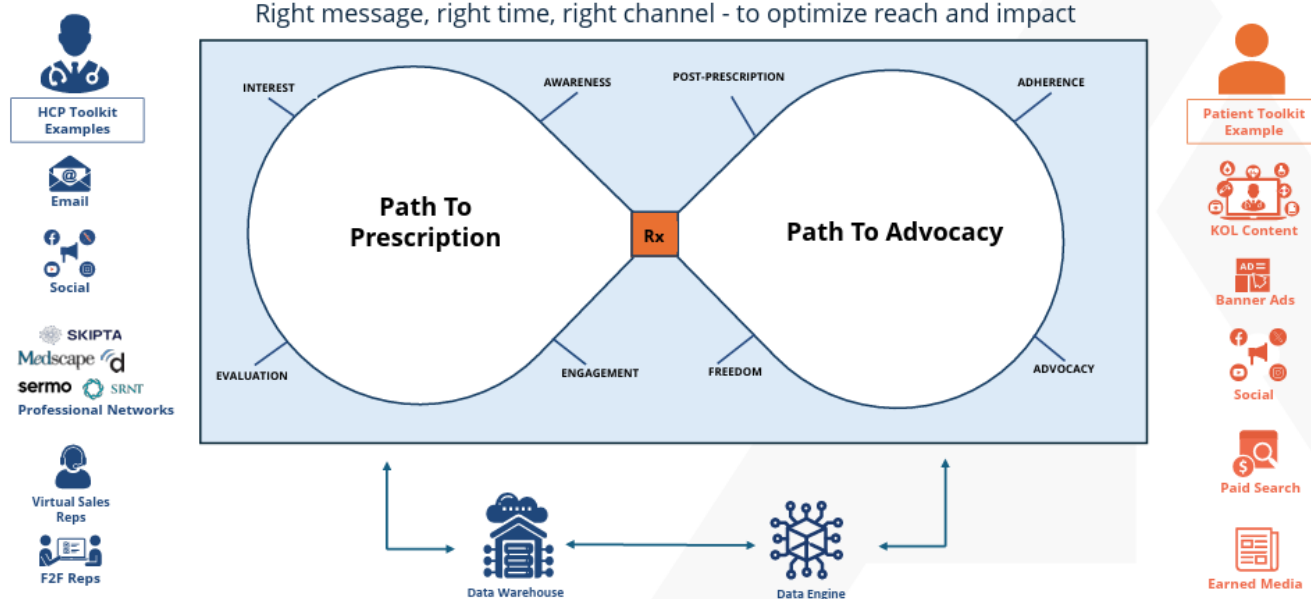 Right message, right time, right channel - to optimize reach and impact
HCP Toolkit
Examples
Email
Social
SKIPTA
Medscape
d
sermo
SRNT
Professional Networks
Virtual Sales
Reps
F2F Reps
INTEREST
AWARENESS
POST-PRESCRIPTION
ADHERENCE
Path To
Prescription
Rx
Path To Advocacy
EVALUATION
ENGAGEMENT
FREEDOM
ADVOCACY
Data Warehouse
Data Engine
Patient Toolkit
Example
KOL Content
AD
Banner Ads
Social
$
Paid Search
Earned Media